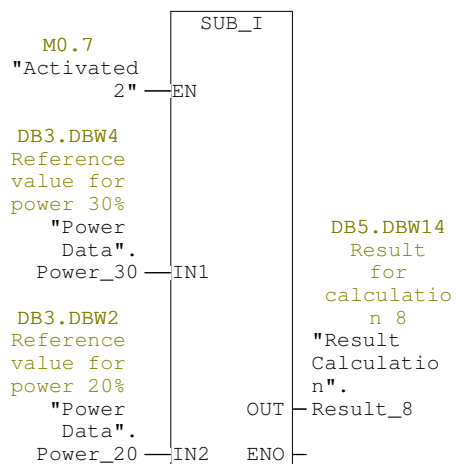 SUB_I
M0.7
"Activated
2"
EN
DB3.DBW4
Reference
value for
power 30%
"Power
Data".
Power_30
IN1
DB3.DBW2
Reference
value for
power 20%
"Power
Data".
Power_20
IN2
DB5.DBW14
Result
for
calculatio
n 8
"Result
Calculatio
n".
Result_8
OUT
ENO